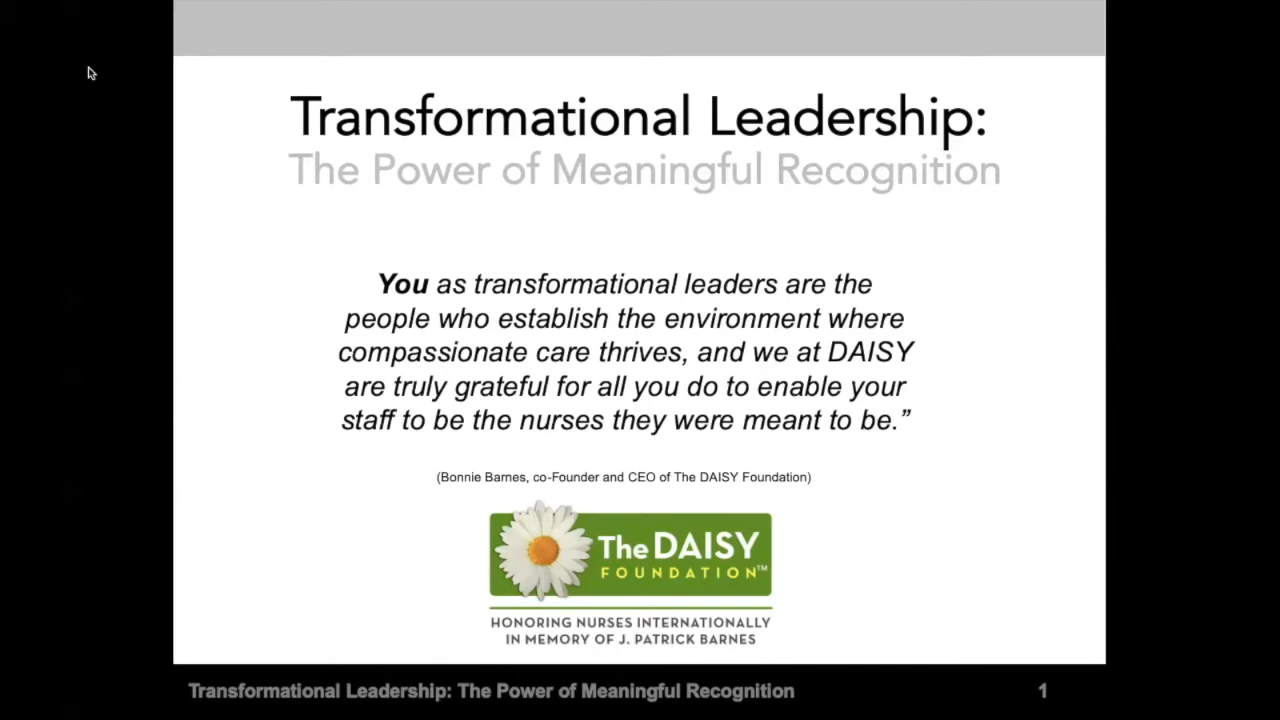 Transformational Leadership:
The Power of Meaningful Recognition
You as transformational leaders are the
people who establish the environment where
compassionate care thrives, and we at DAISY
are truly grateful for all you do to enable your
staff to be the nurses they were meant to be.”
(Bonnie Barnes, co-Founder and CEO of The DAISY Foundation)
The DAISY
FOUNDATION™
HONORING NURSES INTERNATIONALLY
IN MEMORY OF J. PATRICK BARNES
Transformational Leadership: The Power of Meaningful Recognition 1